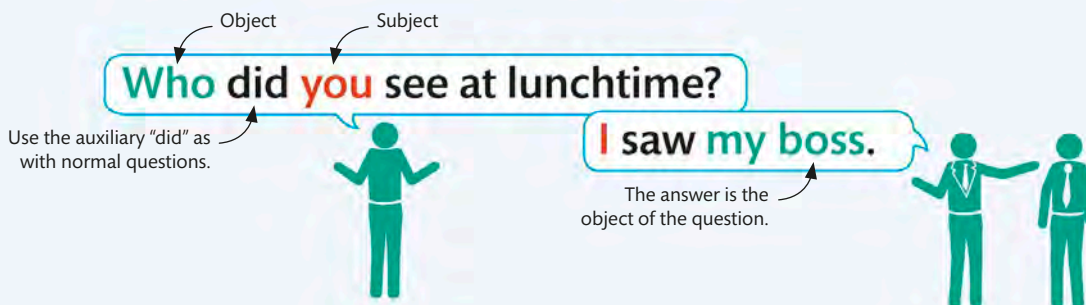 Object
Subject
Who did you see at lunchtime?
Use the auxiliary “did” as
with normal questions.
I saw my boss.
The answer is the
object of the question.